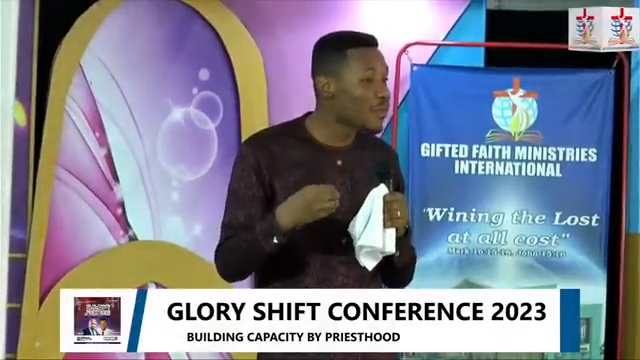 GIFTED FAITH MINISTRIES
INTERNATIONAL
"Wining the Lost
at all cost"
GLORY SHIFT CONFERENCE 2023
BUILDING CAPACITY BY PRIESTHOOD